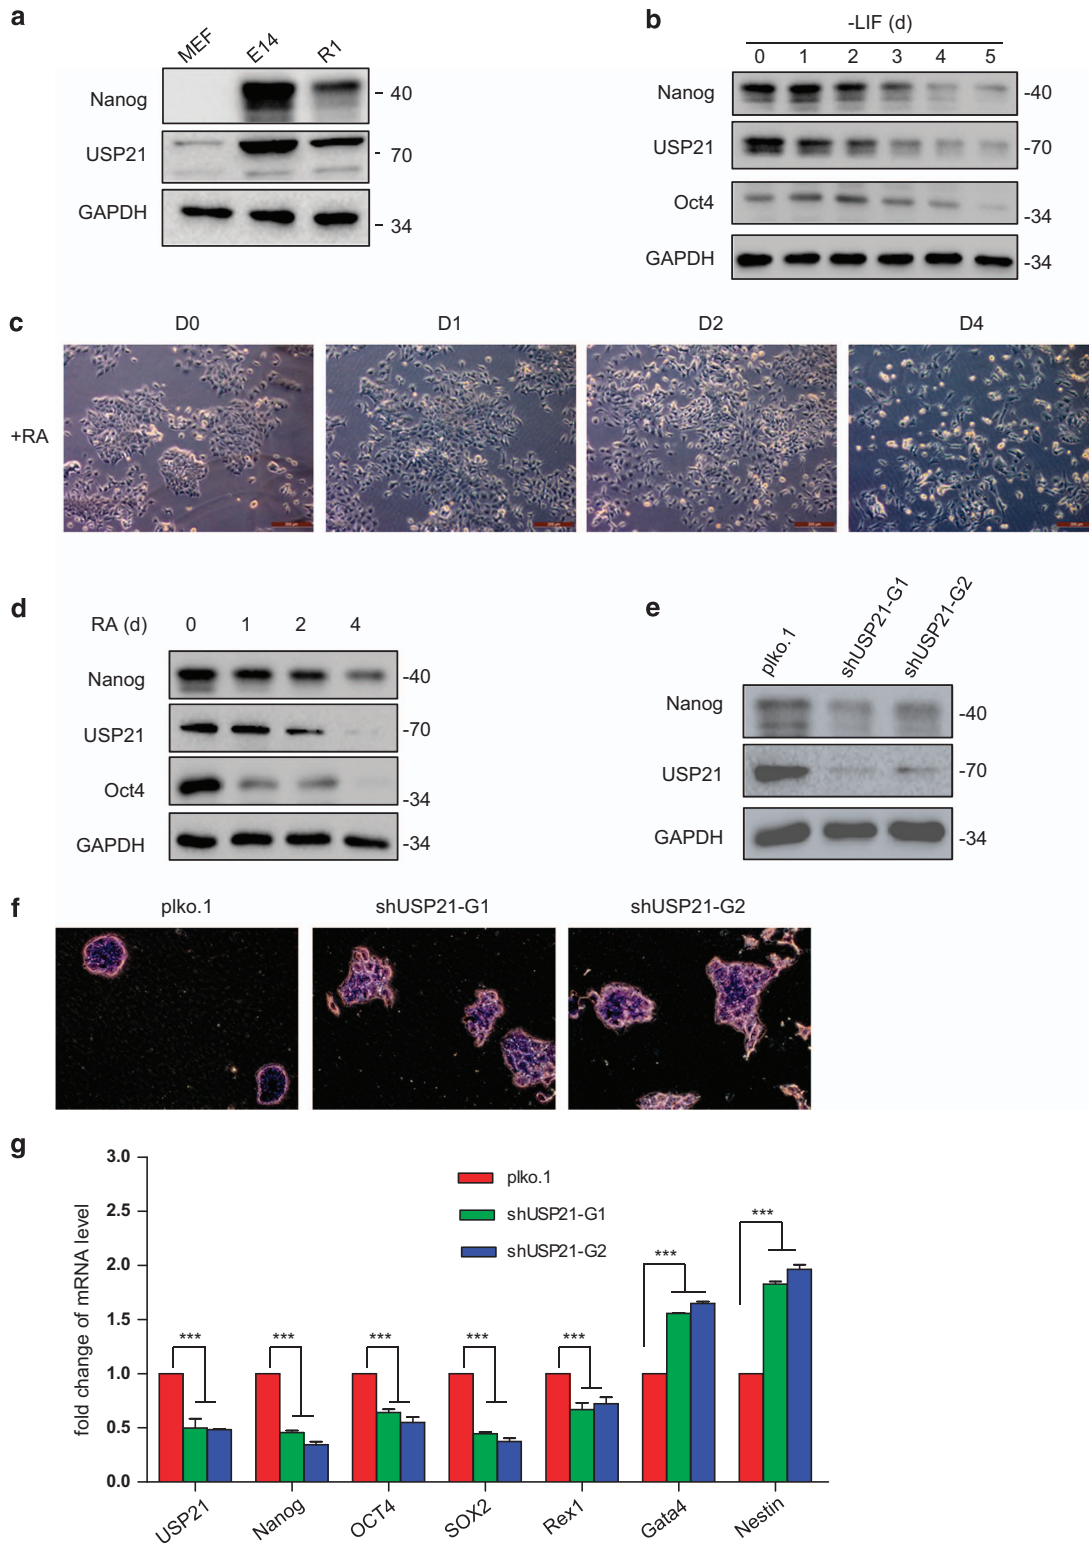 a
MEF E14 R1
Nanog
- 40
USP21
- 70
GAPDH
- 34
b
-LIF (d)
0 1 2 3 4 5
Nanog
-40
USP21
-70
Oct4
-34
GAPDH
-34
c
D0 D1 D2 D4
+RA
d
RA (d) 0 1 2 4
Nanog
-40
USP21
-70
Oct4
-34
GAPDH
-34
e
plko.1 shUSP21-G1 shUSP21-G2
Nanog
-40
USP21
-70
GAPDH
-34
f
plko.1 shUSP21-G1 shUSP21-G2
g
fold change of mRNA level
3.0
2.5
2.0
1.5
1.0
0.5
0.0
plko.1
shUSP21-G1
shUSP21-G2
*** *** *** *** *** *** ***
USP21 Nanog OCT4 SOX2 Rex1 Gata4 Nestin